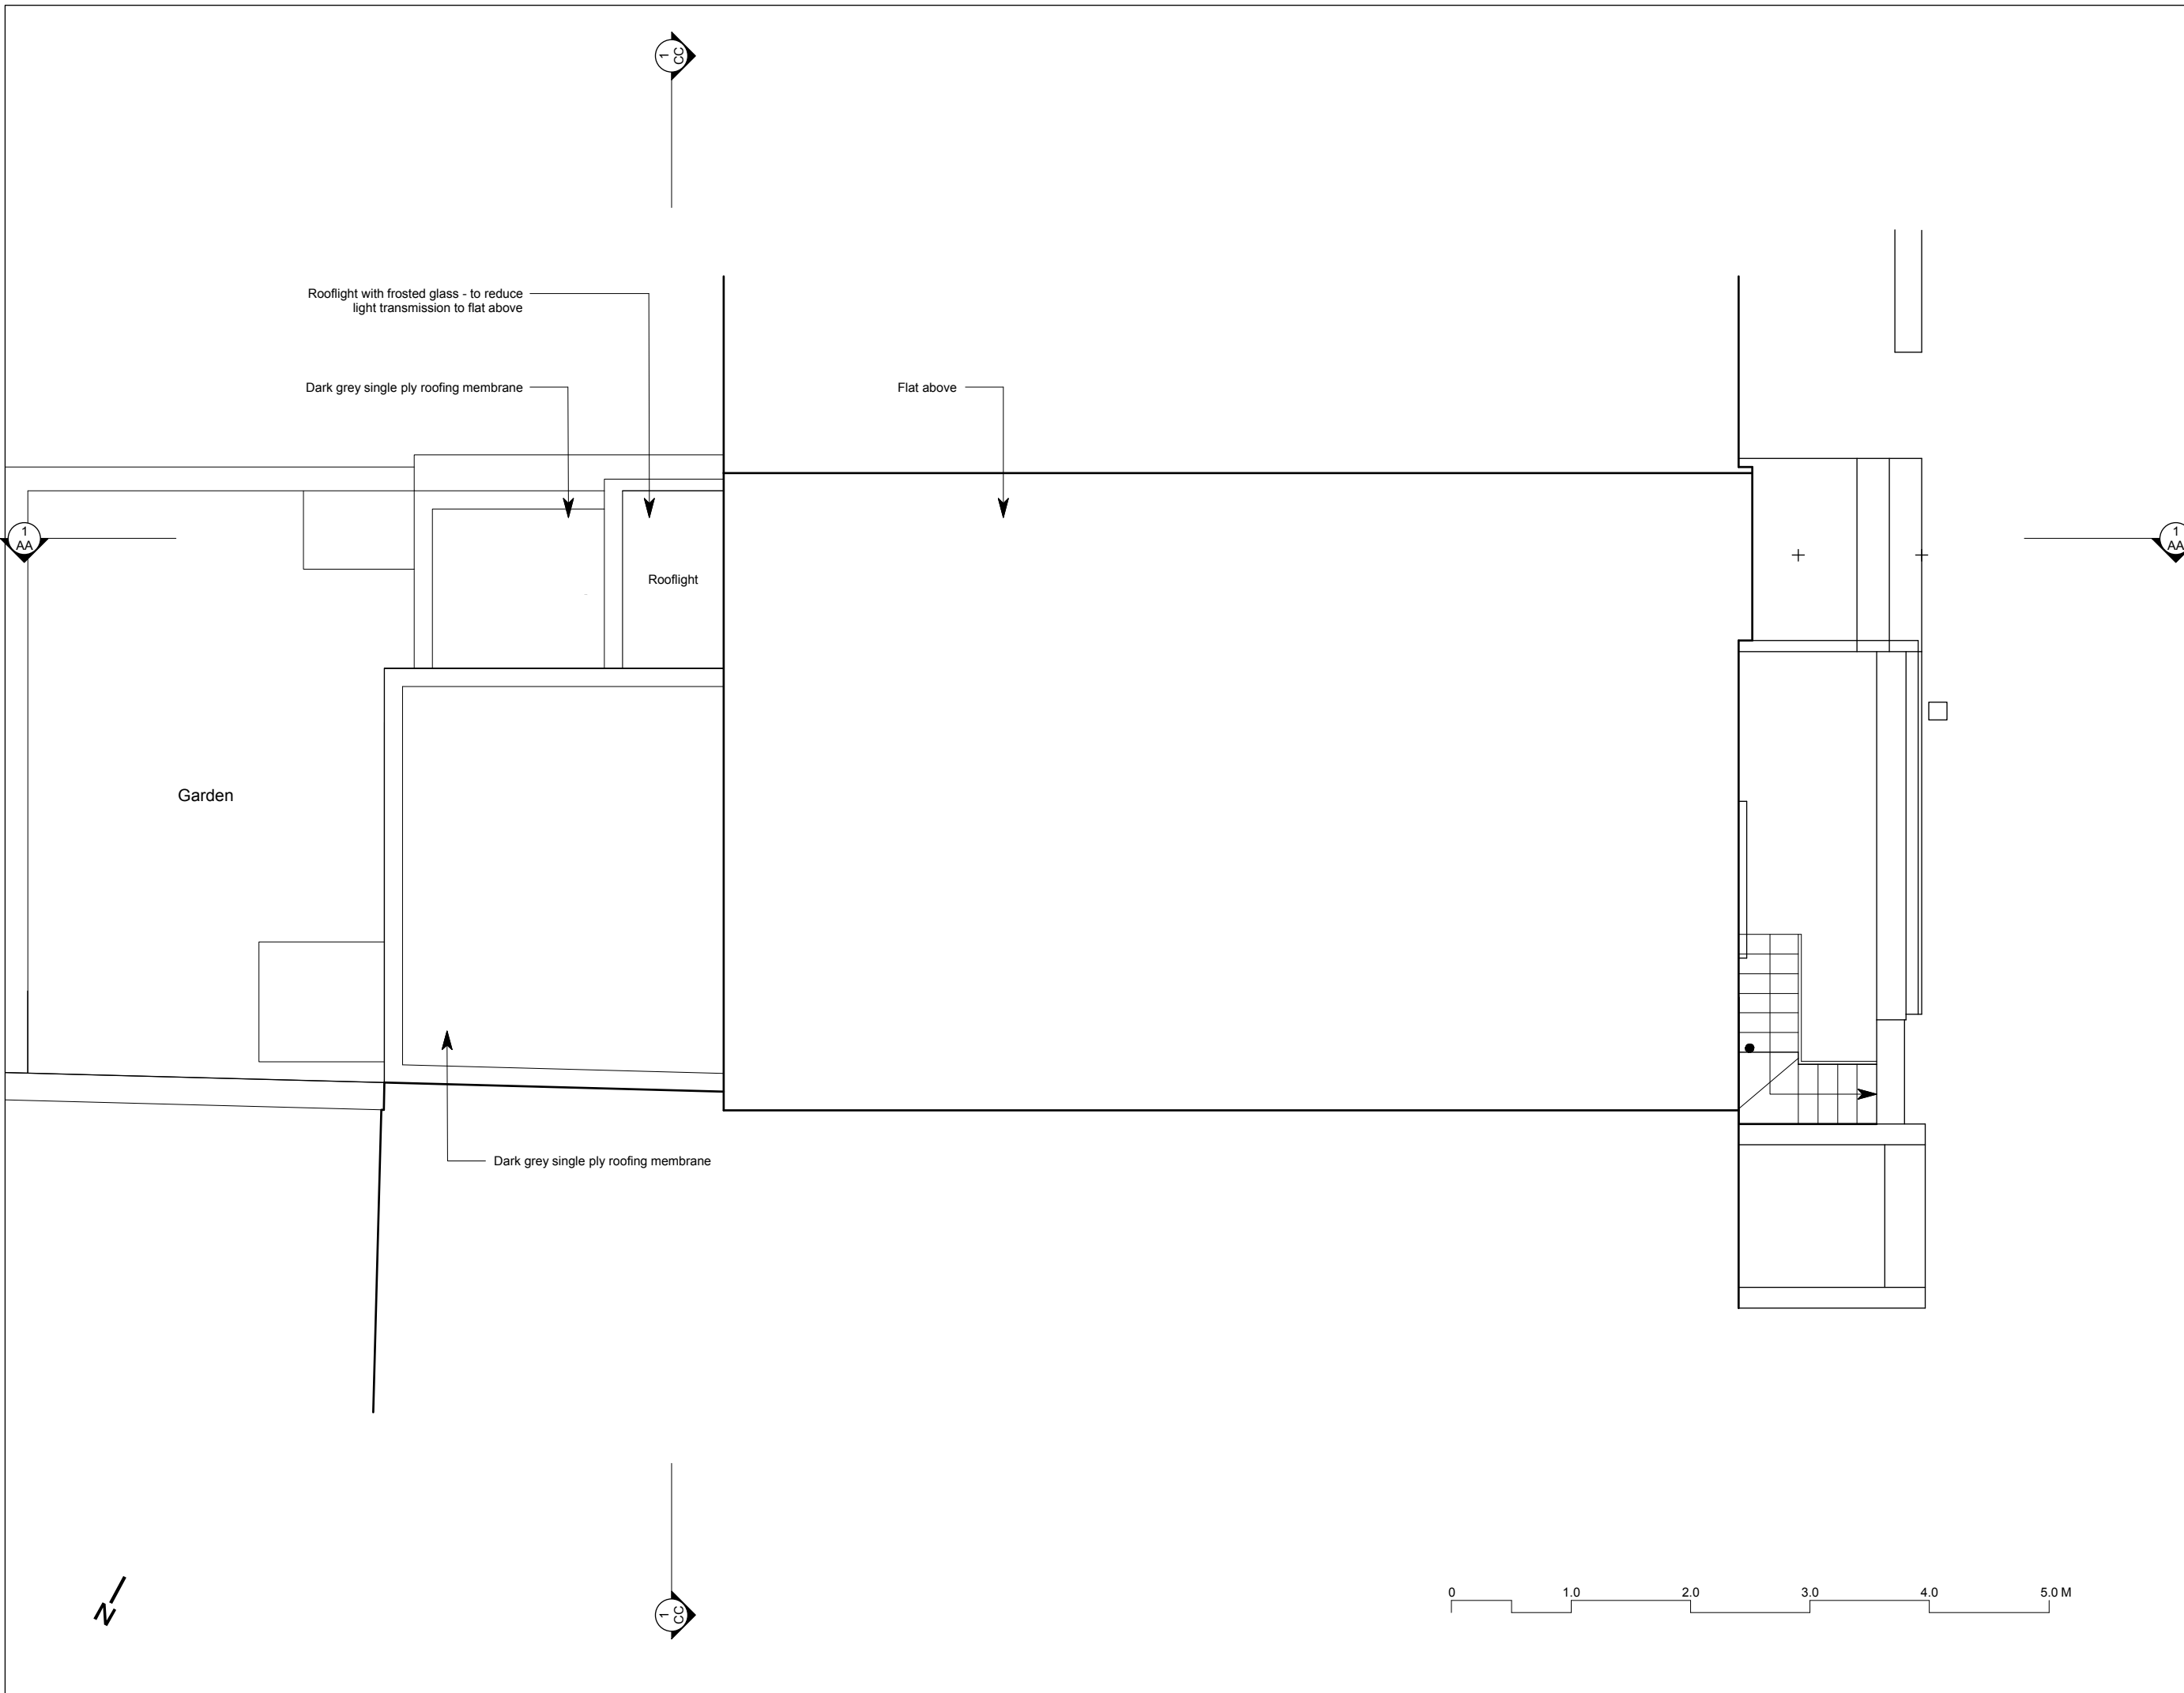 1
CC
Rooflight with frosted glass - to reduce
light transmission to flat above
Dark grey single ply roofing membrane
Flat above
1
AA
1
AA
Rooflight
Garden
Dark grey single ply roofing membrane
N
1
CC
0 1.0 2.0 3.0 4.0 5.0 M